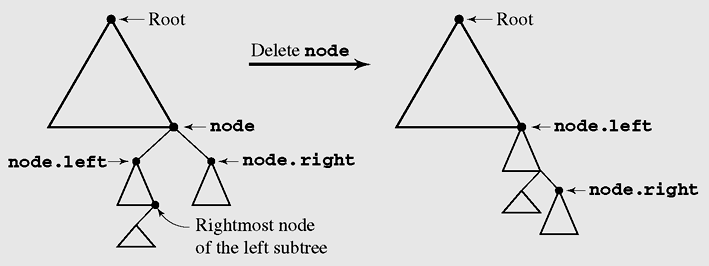 Root
Delete node
Root
node
node.left
node.left
node.right
node.right
Rightmost node
of the left subtree